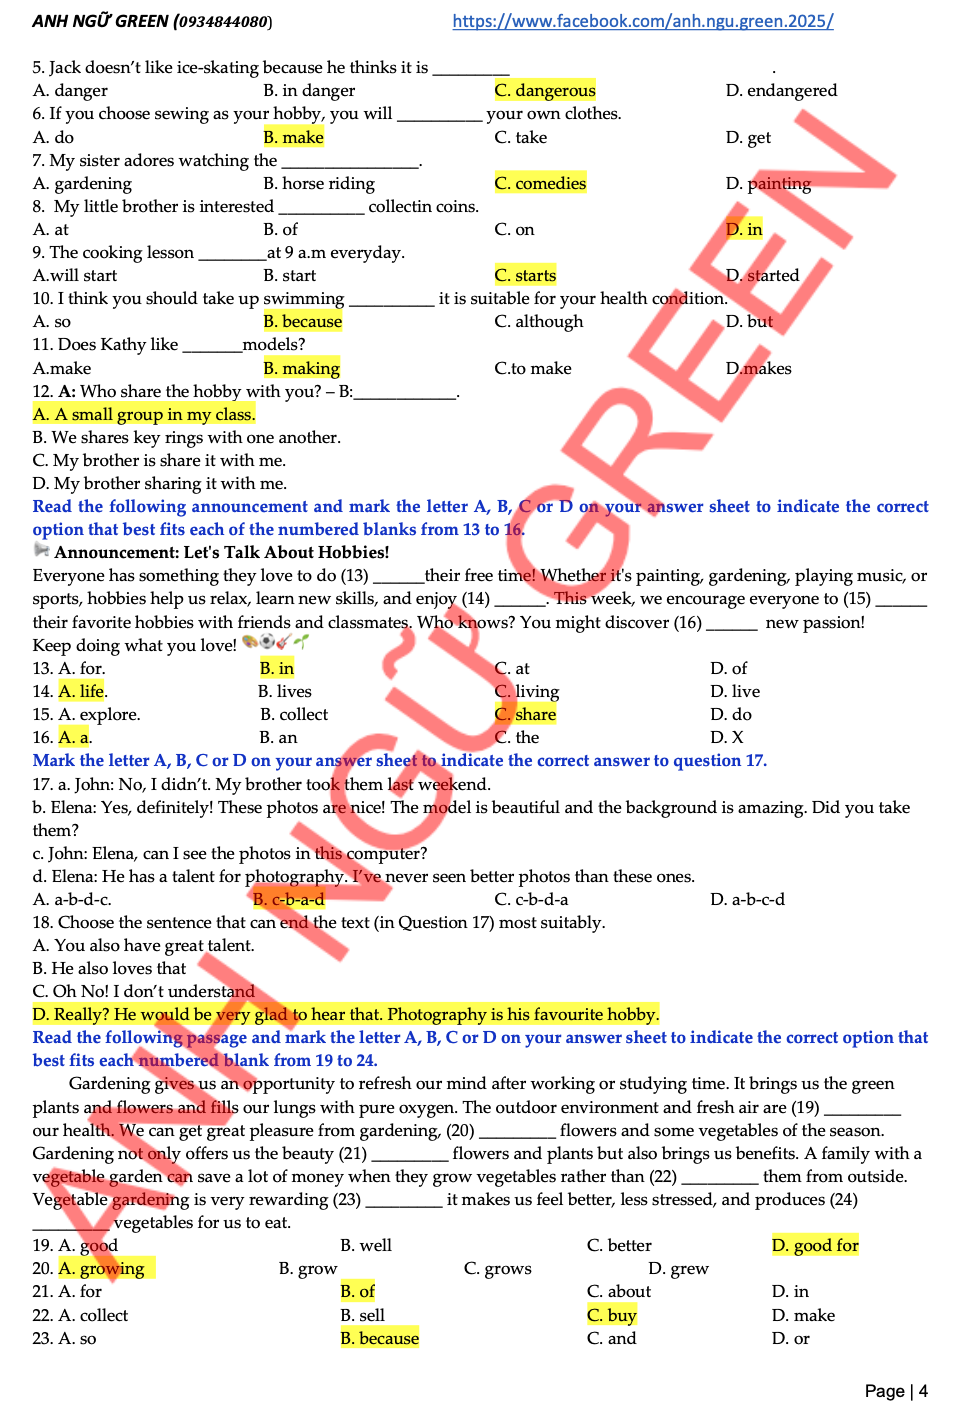 ANH NGỮ GREEN (0934844080) https://www.facebook.com/anh.ngu.green.2025/
5. Jack doesn’t like ice-skating because he thinks it is _________ .
A. danger B. in danger C. dangerous D. endangered
6. If you choose sewing as your hobby, you will __________ your own clothes.
A. do B. make C. take D. get
7. My sister adores watching the ________________.
A. gardening B. horse riding C. comedies D. painting
8. My little brother is interested __________ collectin coins.
A. at B. of C. on D. in
9. The cooking lesson ________at 9 a.m everyday.
A.will start B. start C. starts D. started
10. I think you should take up swimming __________ it is suitable for your health condition.
A. so B. because C. although D. but
11. Does Kathy like _______models?
A.make B. making C.to make D.makes
12. A: Who share the hobby with you? – B:____________.
A. A small group in my class.
B. We shares key rings with one another.
C. My brother is share it with me.
D. My brother sharing it with me.
Read the following announcement and mark the letter A, B, C or D on your answer sheet to indicate the correct
option that best fits each of the numbered blanks from 13 to 16.
Announcement: Let's Talk About Hobbies!
Everyone has something they love to do (13) ______their free time! Whether it's painting, gardening, playing music, or
sports, hobbies help us relax, learn new skills, and enjoy (14) ______. This week, we encourage everyone to (15) ______
their favorite hobbies with friends and classmates. Who knows? You might discover (16) ______ new passion!
Keep doing what you love!
13. A. for. B. in C. at D. of
14. A. life. B. lives C. living D. live
15. A. explore. B. collect C. share D. do
16. A. a. B. an C. the D. X
Mark the letter A, B, C or D on your answer sheet to indicate the correct answer to question 17.
17. a. John: No, I didn’t. My brother took them last weekend.
b. Elena: Yes, definitely! These photos are nice! The model is beautiful and the background is amazing. Did you take
them?
c. John: Elena, can I see the photos in this computer?
d. Elena: He has a talent for photography. I’ve never seen better photos than these ones.
A. a-b-d-c. B. c-b-a-d C. c-b-d-a D. a-b-c-d
18. Choose the sentence that can end the text (in Question 17) most suitably.
A. You also have great talent.
B. He also loves that
C. Oh No! I don’t understand
D. Really? He would be very glad to hear that. Photography is his favourite hobby.
Read the following passage and mark the letter A, B, C or D on your answer sheet to indicate the correct option that
best fits each numbered blank from 19 to 24.
Gardening gives us an opportunity to refresh our mind after working or studying time. It brings us the green
plants and flowers and fills our lungs with pure oxygen. The outdoor environment and fresh air are (19) _________
our health. We can get great pleasure from gardening, (20) _________ flowers and some vegetables of the season.
Gardening not only offers us the beauty (21) _________ flowers and plants but also brings us benefits. A family with a
vegetable garden can save a lot of money when they grow vegetables rather than (22) _________ them from outside.
Vegetable gardening is very rewarding (23) _________ it makes us feel better, less stressed, and produces (24)
_________ vegetables for us to eat.
19. A. good B. well C. better D. good for
20. A. growing B. grow C. grows D. grew
21. A. for B. of C. about D. in
22. A. collect B. sell C. buy D. make
23. A. so B. because C. and D. or
Page | 4
ANH NGỮ GREEN